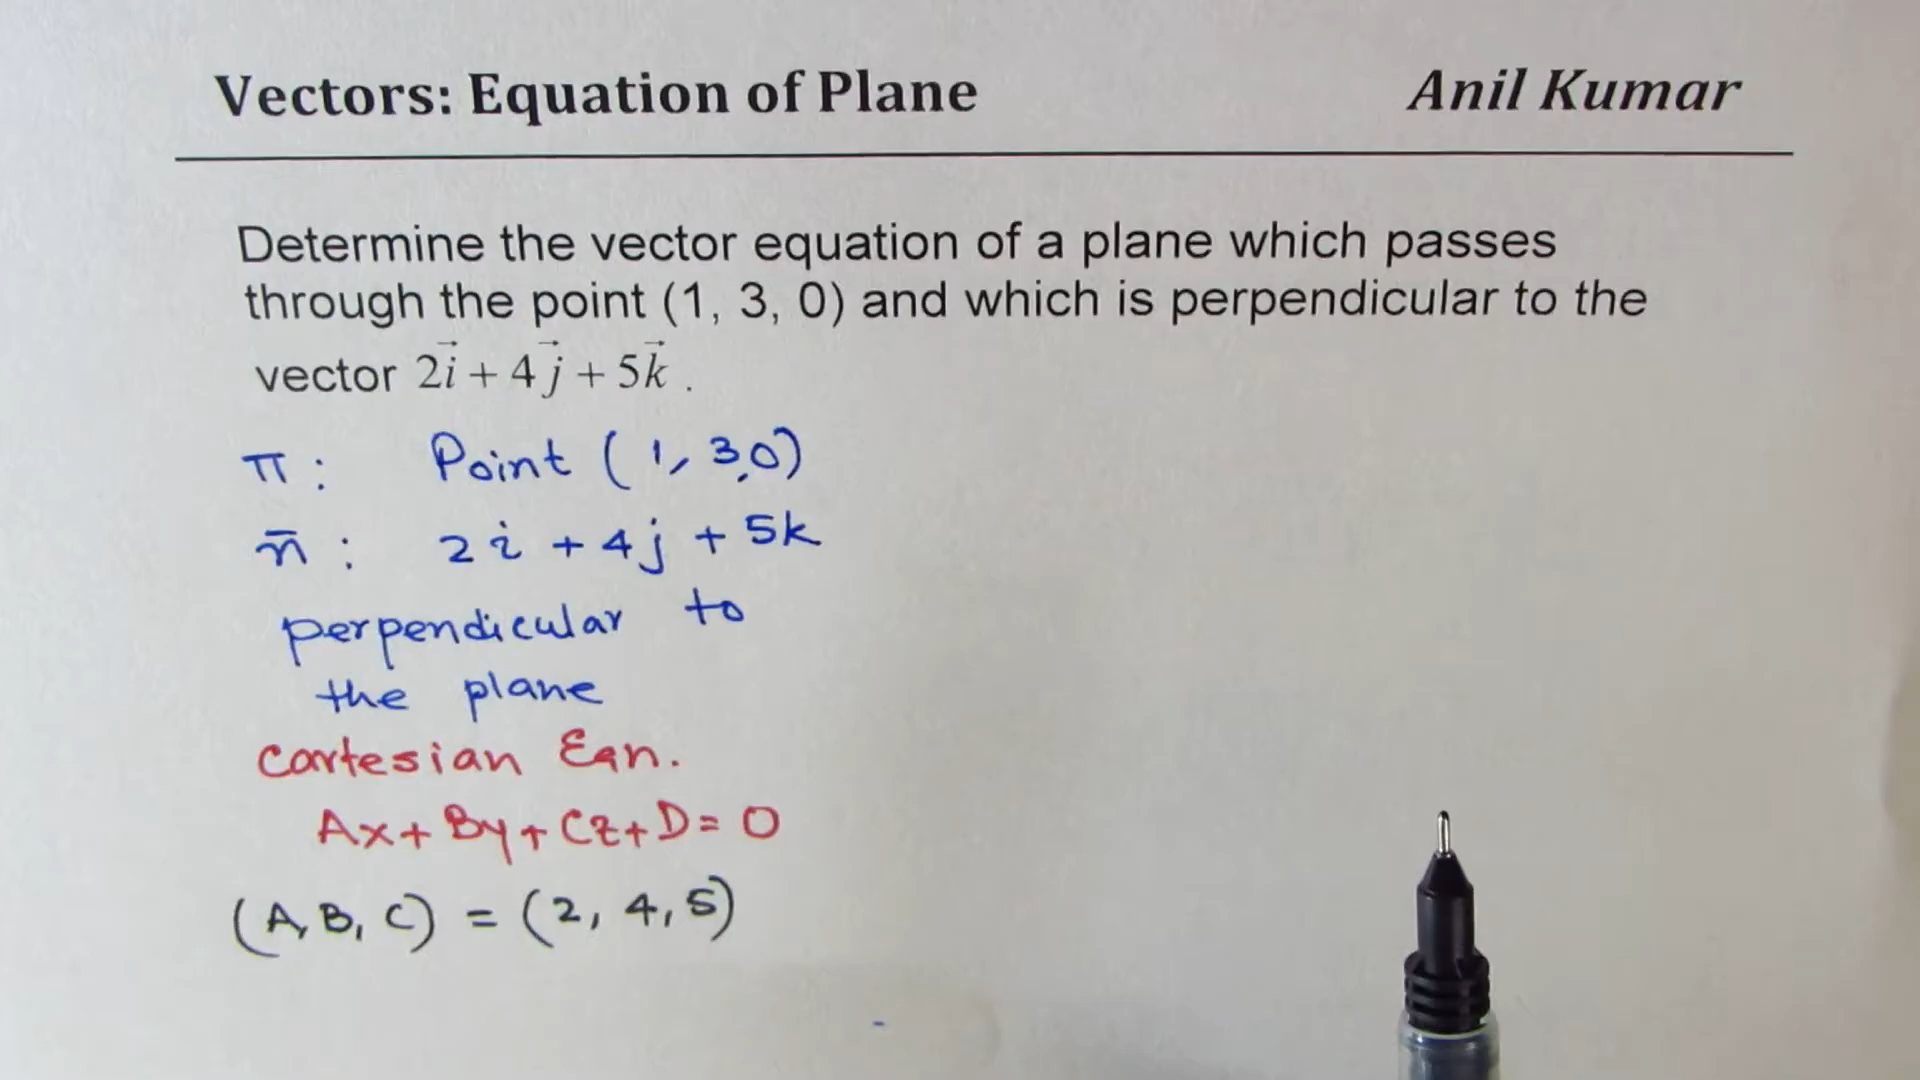 Vectors: Equation of Plane Anil Kumar
Determine the vector equation of a plane which passes
through the point (1, 3, 0) and which is perpendicular to the
vector 2i⃗ + 4j⃗ + 5k⃗ .
π : Point (1, 3,0)
n̄ : 2i + 4j + 5k
perpendicular to
the plane
Cartesian Eqn.
Ax + By + Cz + D = 0
(A, B, C) = (2, 4, 5)